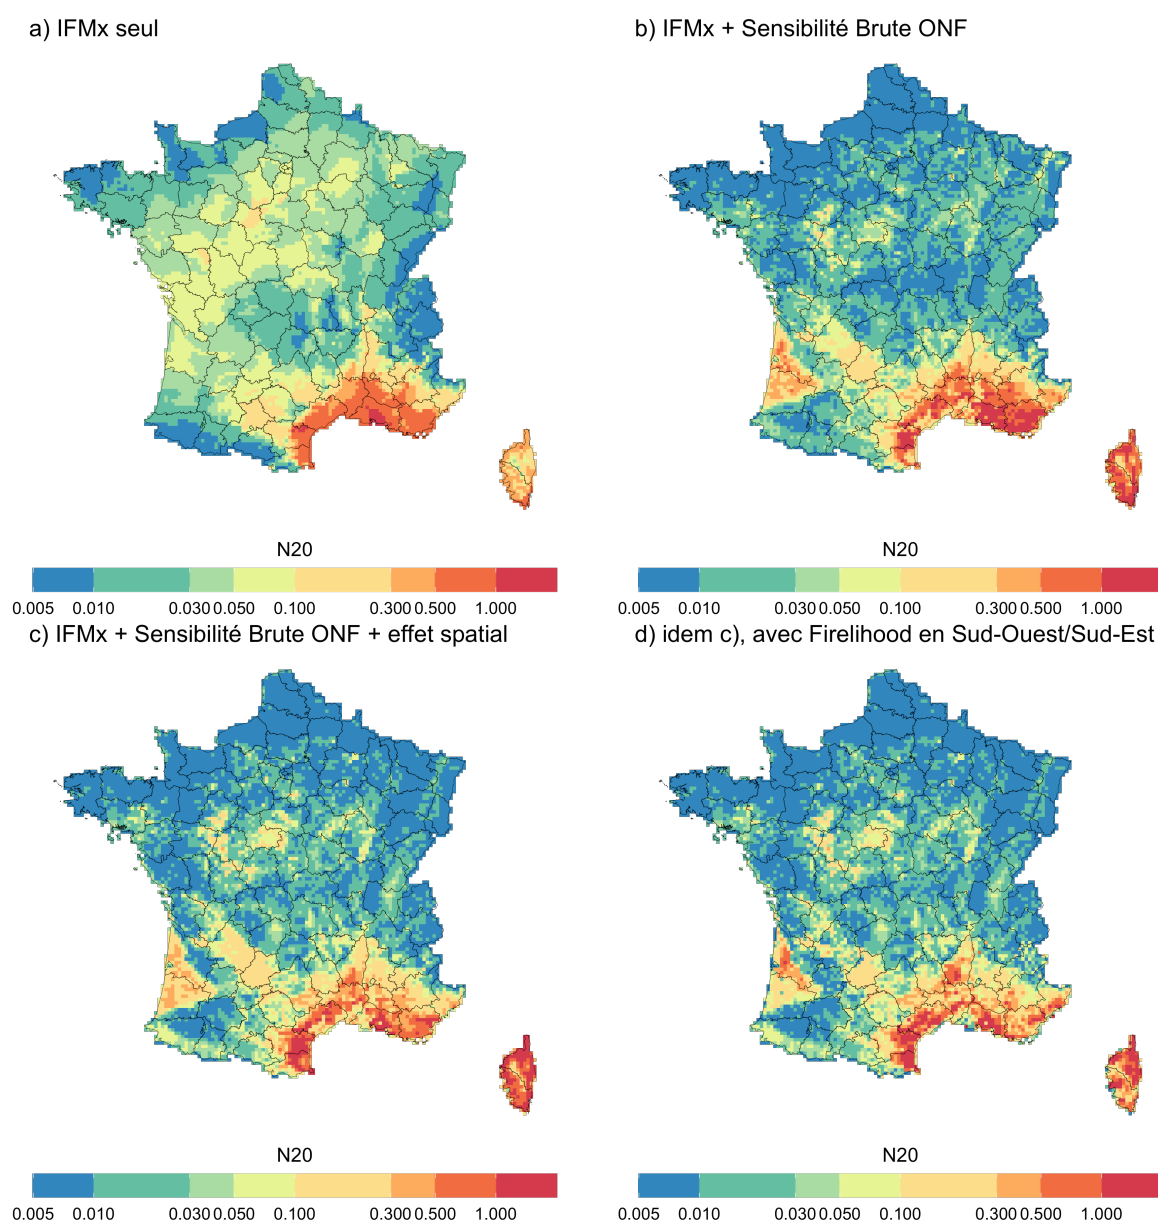 a) IFMx seul
b) IFMx + Sensibilité Brute ONF
N20
0.005 0.010 0.030 0.050 0.100 0.300 0.500 1.000
N20
0.005 0.010 0.030 0.050 0.100 0.300 0.500 1.000
c) IFMx + Sensibilité Brute ONF + effet spatial
d) idem c), avec Firelihood en Sud-Ouest/Sud-Est
N20
0.005 0.010 0.030 0.050 0.100 0.300 0.500 1.000
N20
0.005 0.010 0.030 0.050 0.100 0.300 0.500 1.000